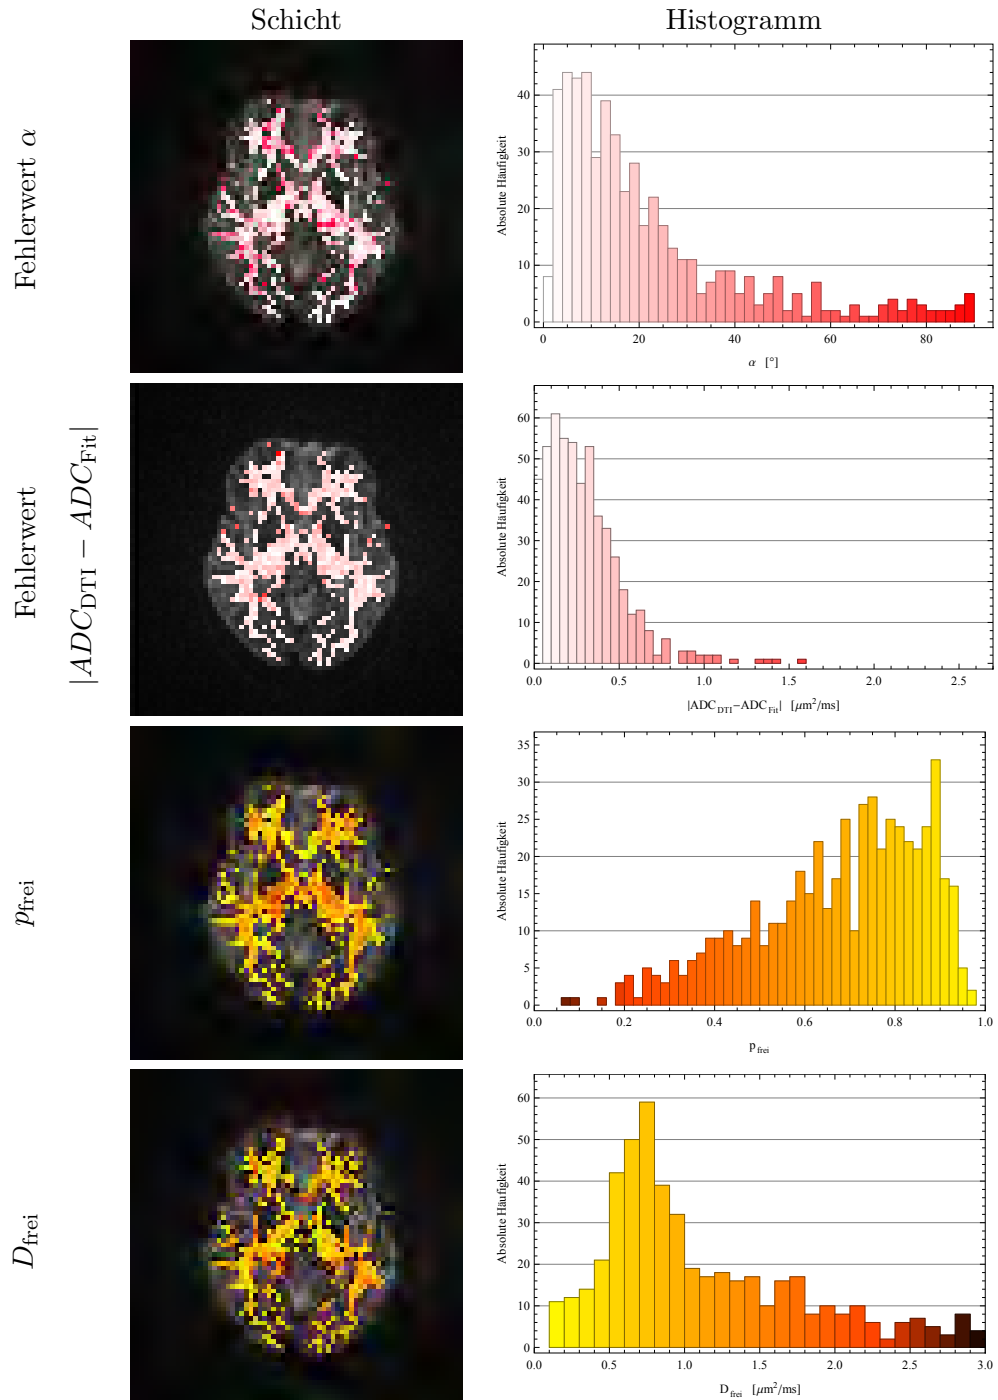 Schicht
Histogramm
Fehlerwert α
Absolute Häufigkeit
40
30
20
10
0
0 20 40 60 80
α [°]
Fehlerwert
|ADC_DTI − ADC_Fit|
Absolute Häufigkeit
60
50
40
30
20
10
0
0.0 0.5 1.0 1.5 2.0 2.5
|ADC_DTI−ADC_Fit| [μm²/ms]
p_frei
Absolute Häufigkeit
35
30
25
20
15
10
5
0
0.0 0.2 0.4 0.6 0.8 1.0
p_frei
D_frei
Absolute Häufigkeit
60
50
40
30
20
10
0
0.0 0.5 1.0 1.5 2.0 2.5 3.0
D_frei [μm²/ms]